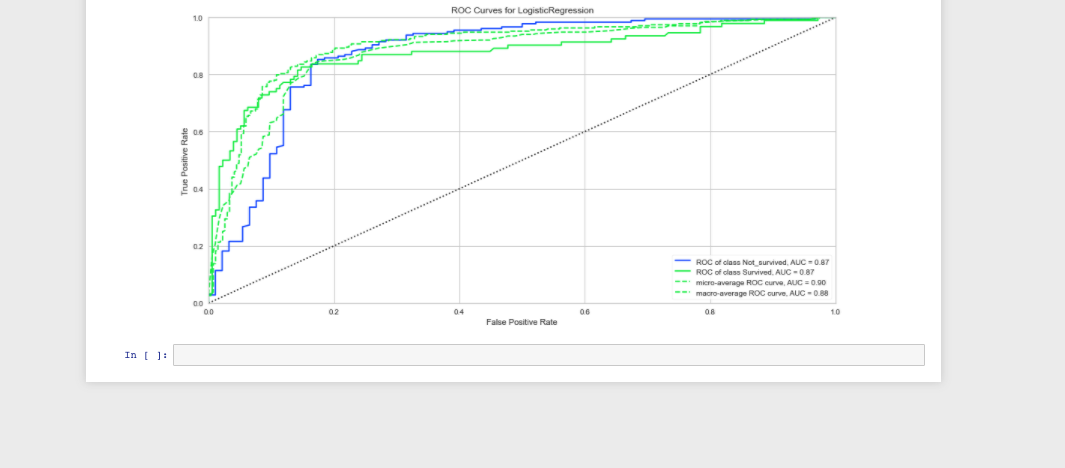 ROC Curves for LogisticRegression
1.0
0.8
0.6
0.4
0.2
0.0
True Positive Rate
ROC of class Not_survived, AUC = 0.87
ROC of class Survived, AUC = 0.87
micro-average ROC curve, AUC = 0.90
macro-average ROC curve, AUC = 0.88
0.0 0.2 0.4 0.6 0.8 1.0
False Positive Rate
In [ ]: